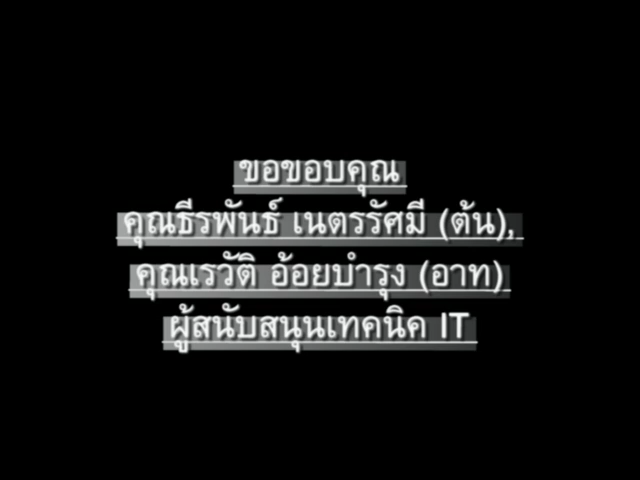 ขอขอบคุณ
คุณธีรพันธ์ เนตรรัศมี (ต้น),
คุณเรวัติ อ้อยบำรุง (อาท)
ผู้สนับสนุนเทคนิค IT